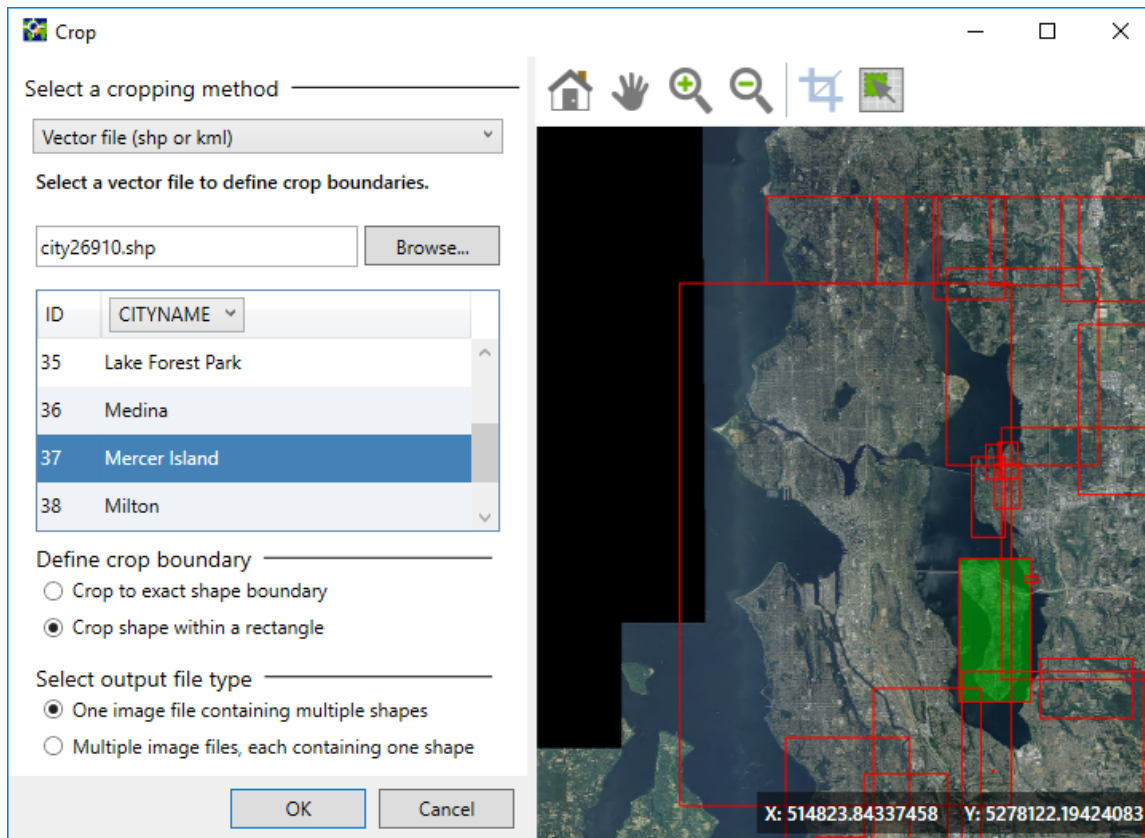 Crop
Select a cropping method
Vector file (shp or kml)
Select a vector file to define crop boundaries.
city26910.shp
Browse...
ID CITYNAME
35 Lake Forest Park
36 Medina
37 Mercer Island
38 Milton
Define crop boundary
Crop to exact shape boundary
Crop shape within a rectangle
Select output file type
One image file containing multiple shapes
Multiple image files, each containing one shape
OK Cancel
X: 514823.84337458 Y: 5278122.19424083